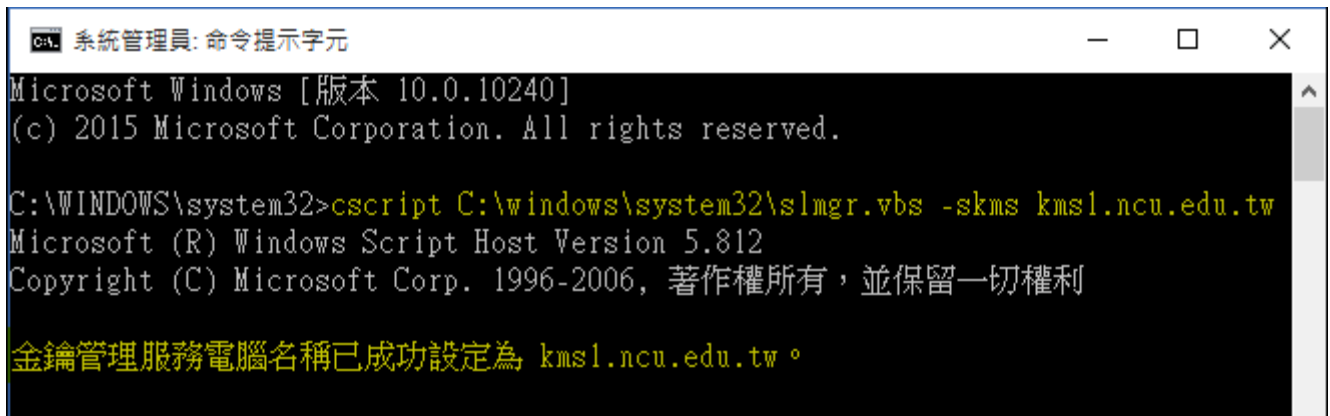 系統管理員: 命令提示字元
Microsoft Windows [版本 10.0.10240]
(c) 2015 Microsoft Corporation. All rights reserved.
C:\WINDOWS\system32>cscript C:\windows\system32\slmgr.vbs -skms kms1.ncu.edu.tw
Microsoft (R) Windows Script Host Version 5.812
Copyright (C) Microsoft Corp. 1996-2006, 著作權所有，並保留一切權利
金鑰管理服務電腦名稱已成功設定為 kms1.ncu.edu.tw。